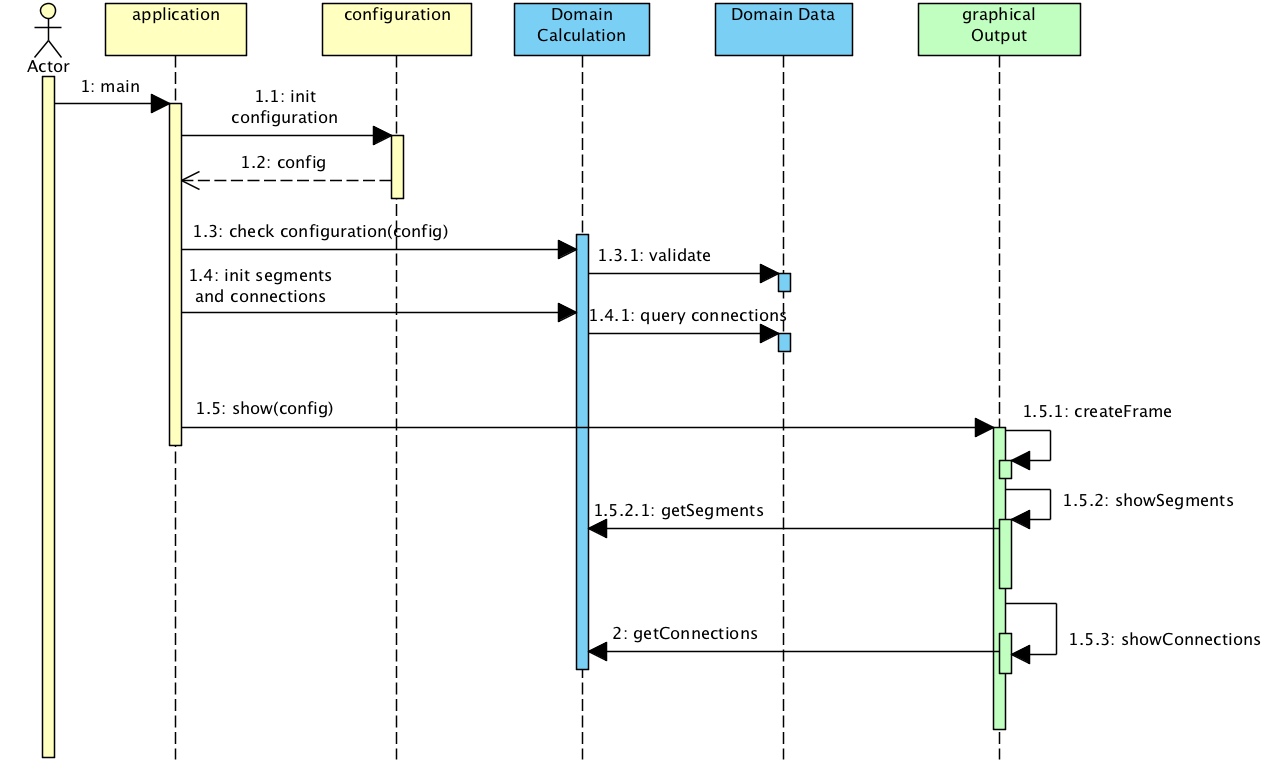 application
configuration
Domain
Calculation
Domain Data
graphical
Output
Actor
1: main
1.1: init
configuration
1.2: config
1.3: check configuration(config)
1.3.1: validate
1.4: init segments
and connections
1.4.1: query connections
1.5: show(config)
1.5.1: createFrame
1.5.2: showSegments
1.5.2.1: getSegments
2: getConnections
1.5.3: showConnections